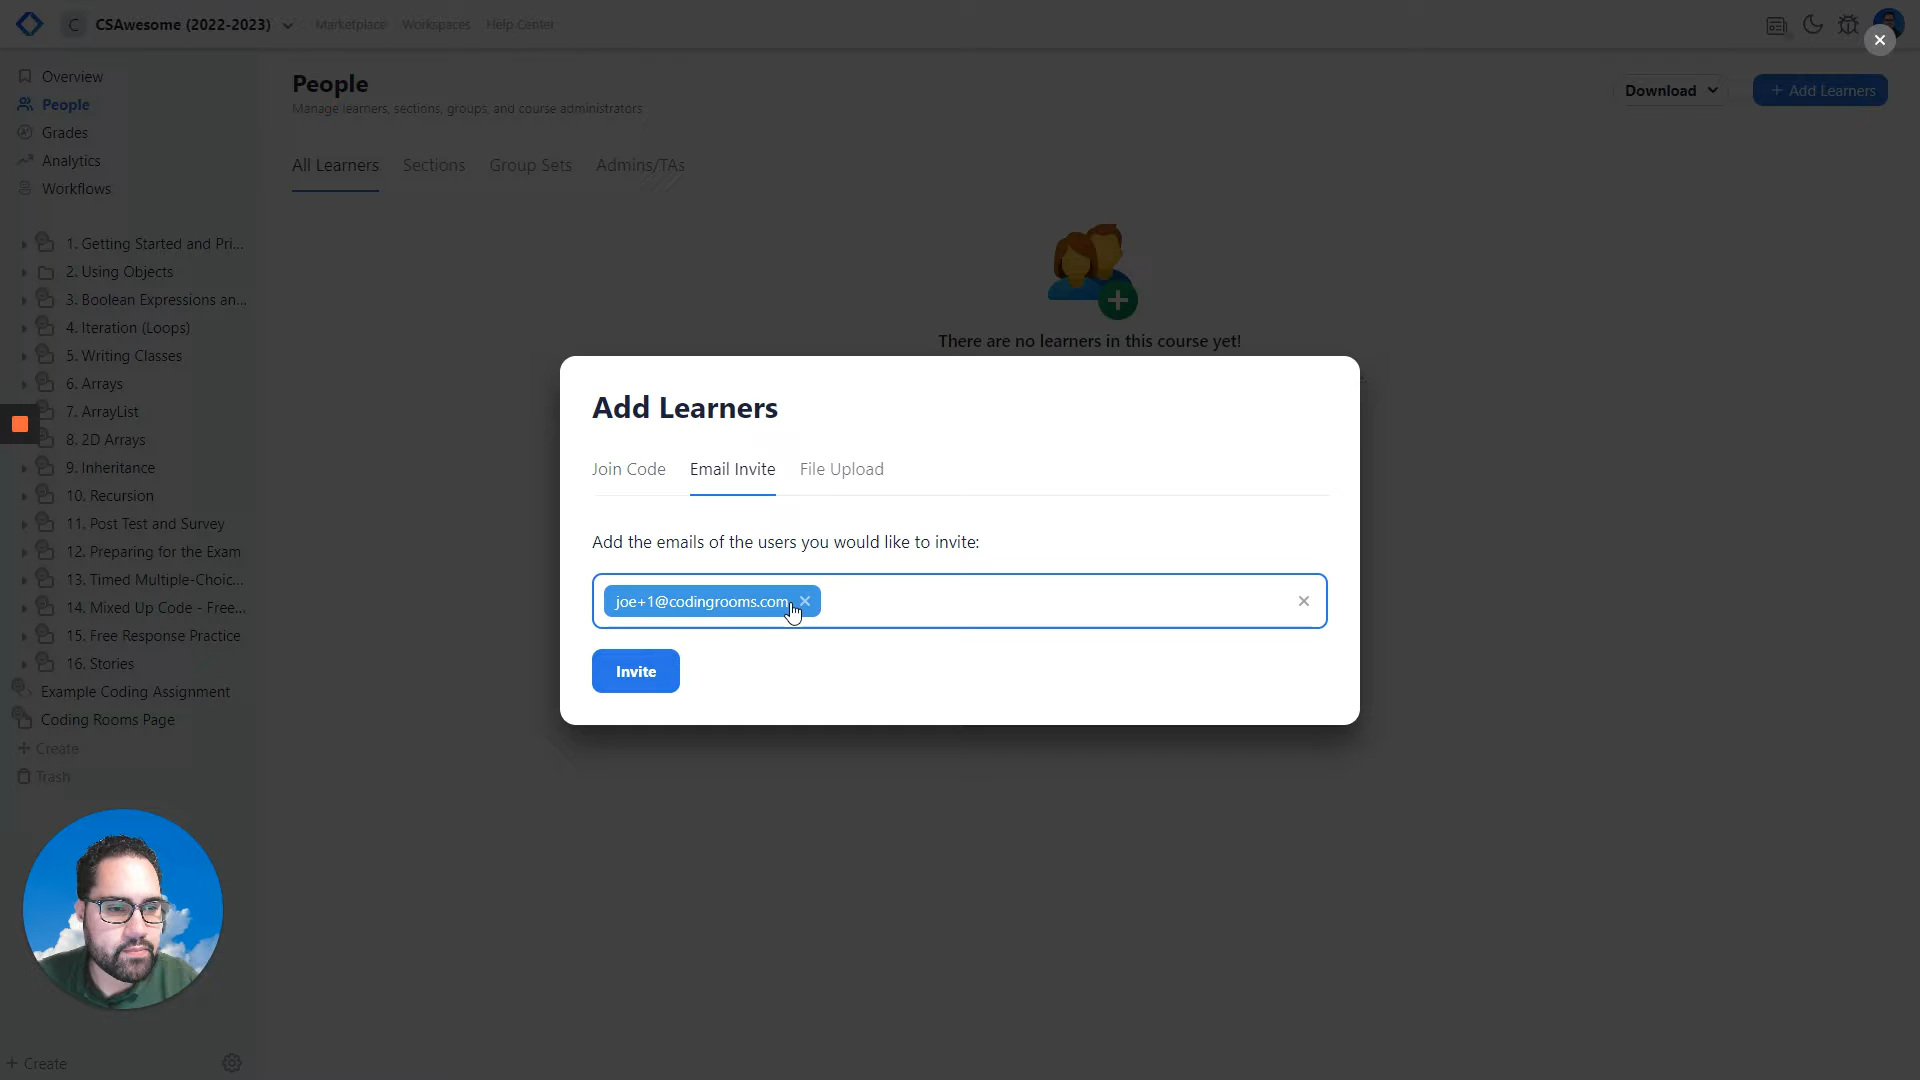 C CSAwesome (2022-2023) Marketplace Workspaces Help Center
Overview
People
Grades
Analytics
Workflows
1. Getting Started and Pri...
2. Using Objects
3. Boolean Expressions an...
4. Iteration (Loops)
5. Writing Classes
6. Arrays
7. ArrayList
8. 2D Arrays
9. Inheritance
10. Recursion
11. Post Test and Survey
12. Preparing for the Exam
13. Timed Multiple-Choic...
14. Mixed Up Code - Free...
15. Free Response Practice
16. Stories
Example Coding Assignment
Coding Rooms Page
+ Create
Trash
+ Create
People
Manage learners, sections, groups, and course administrators
Download
+ Add Learners
All Learners Sections Group Sets Admins/TAs
There are no learners in this course yet!
Add Learners
Join Code Email Invite File Upload
Add the emails of the users you would like to invite:
joe+1@codingrooms.com
Invite